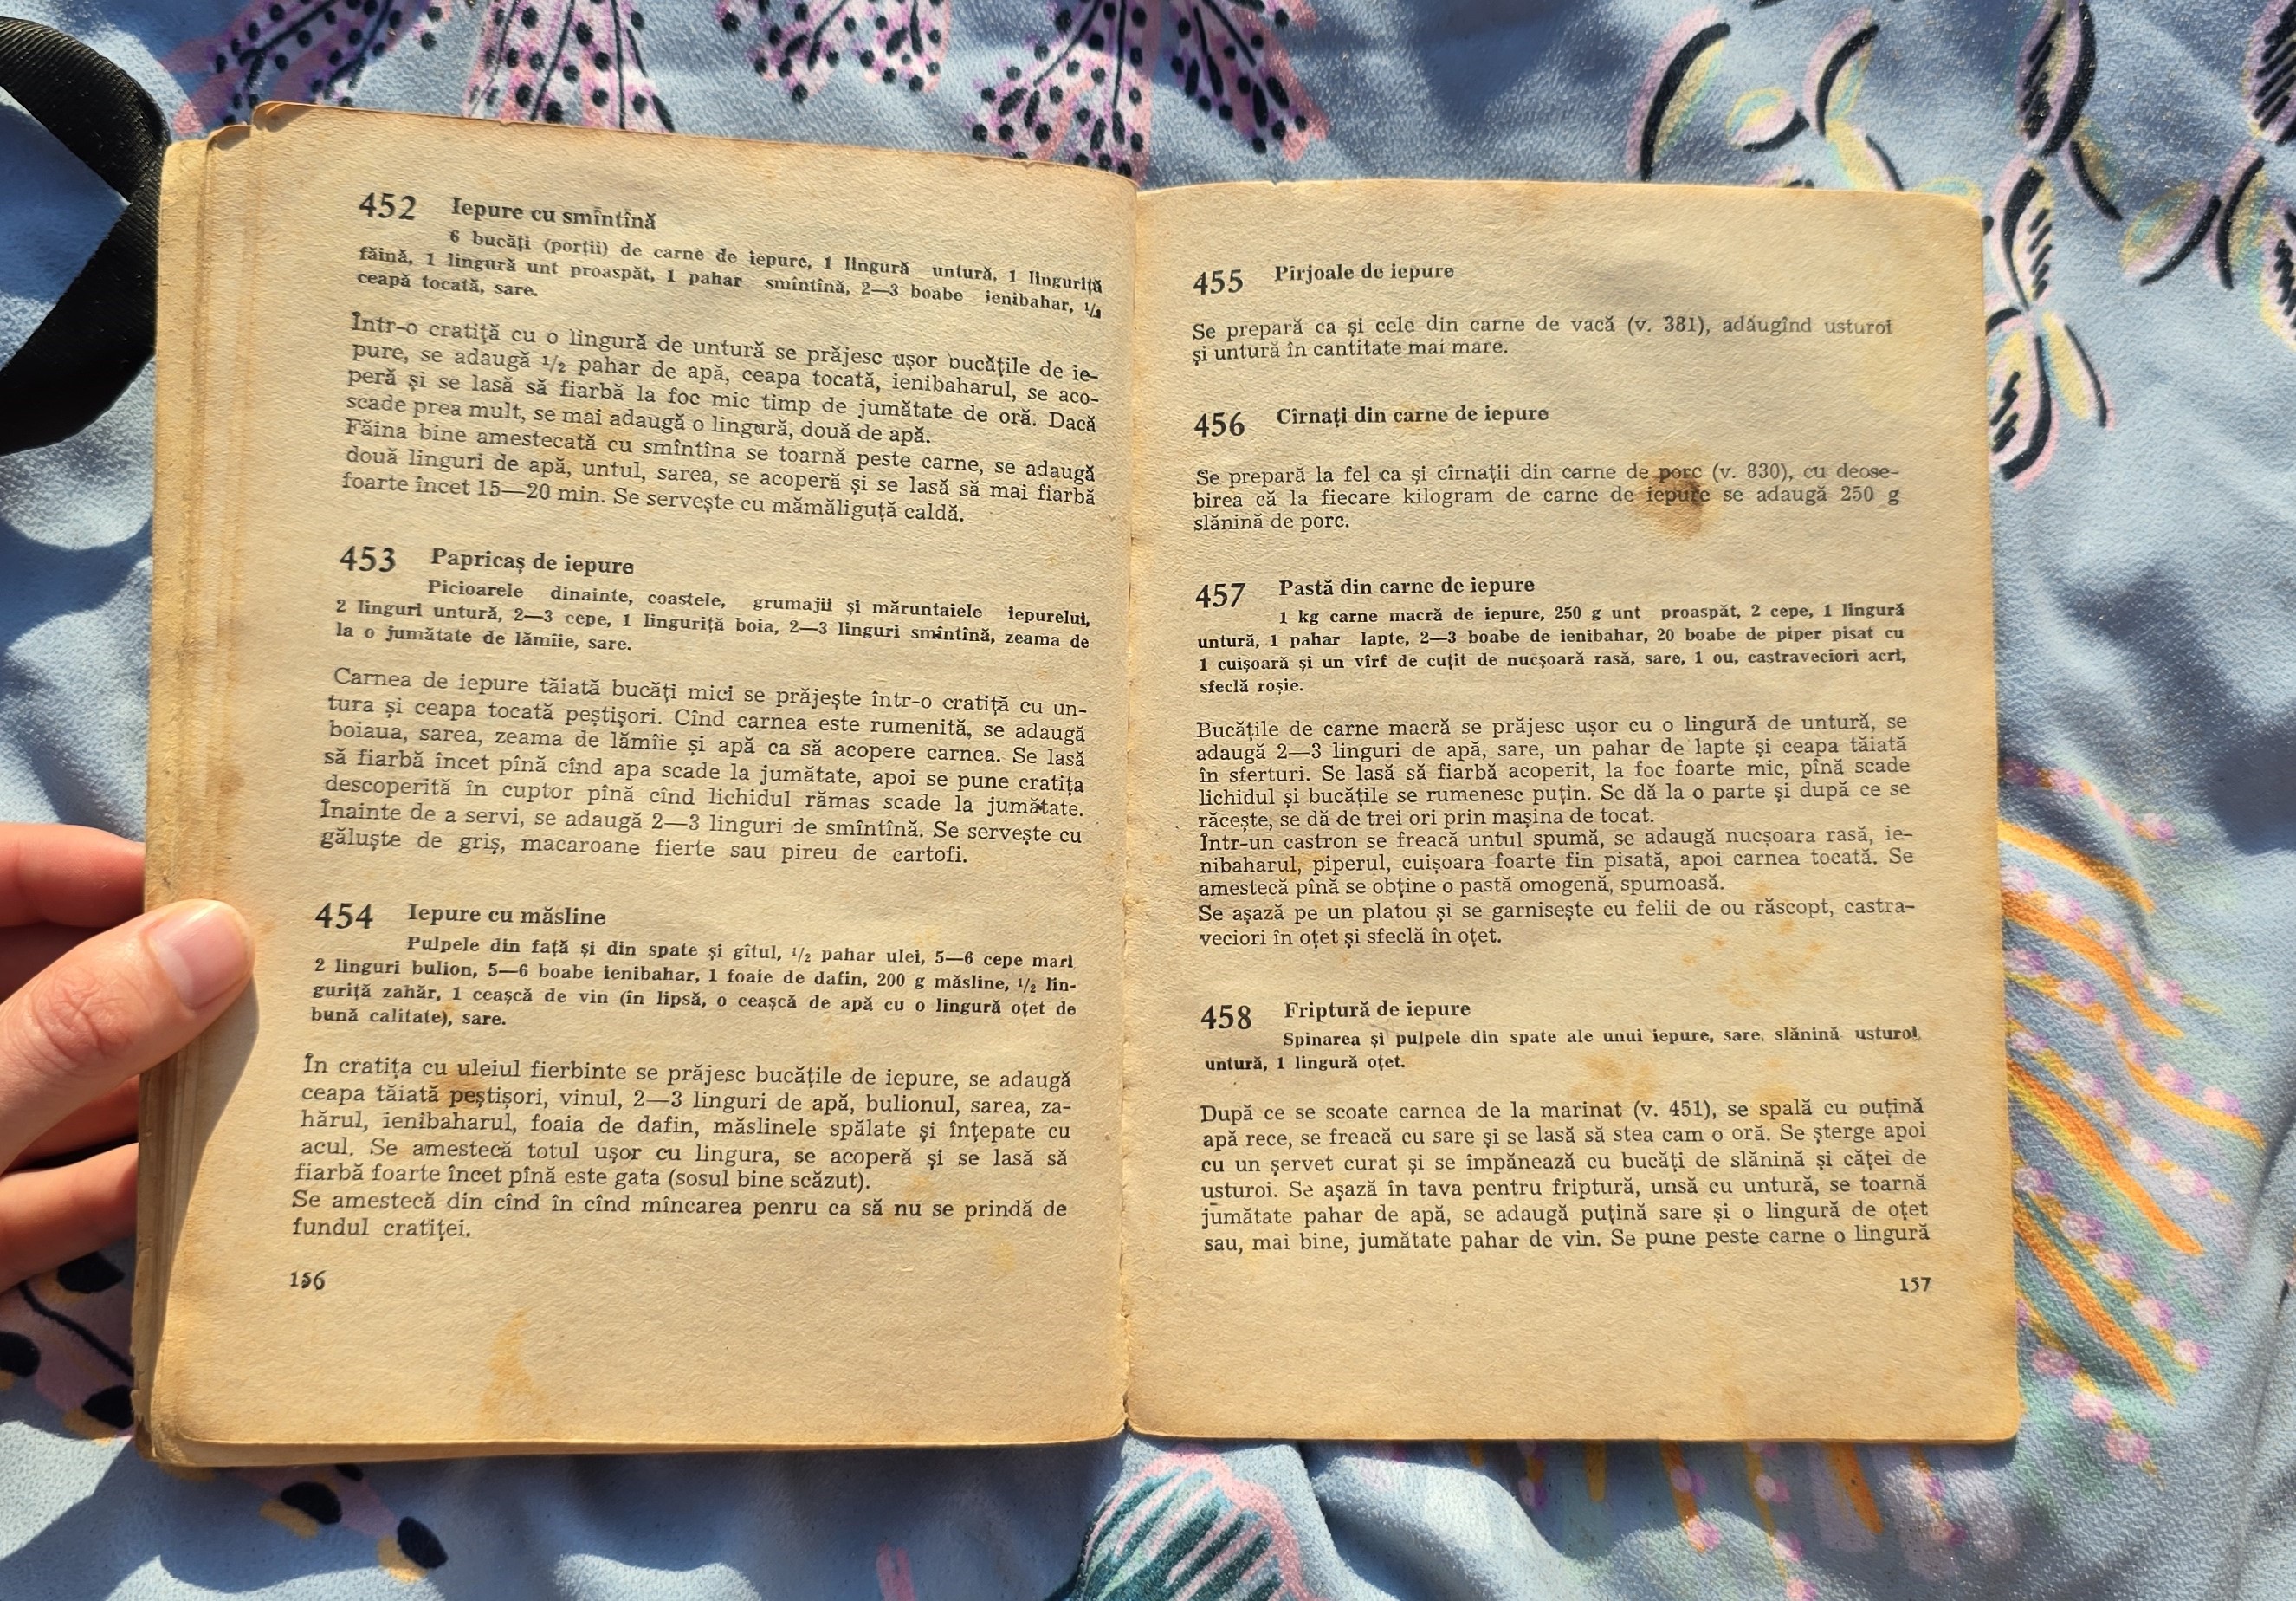 452 Iepure cu smîntînă
6 bucăți (porții) de carne de iepure, 1 lingură untură, 1 linguriță
făină, 1 lingură unt proaspăt, 1 pahar smîntînă, 2—3 boabe ienibahar,
ceapă tocată, sare.
Într-o cratiță cu o lingură de untură se prăjesc ușor bucățile de ie-
pure, se adaugă 1/2 pahar de apă, ceapa tocată, ienibaharul, se aco-
peră și se lasă să fiarbă la foc mic timp de jumătate de oră. Dacă
scade prea mult, se mai adaugă o lingură, două de apă.
Făina bine amestecată cu smîntîna se toarnă peste carne, se adaugă
două linguri de apă, untul, sarea, se acoperă și se lasă să mai fiarbă
foarte încet 15—20 min. Se servește cu mămăliguță caldă.
453 Papricaș de iepure
Picioarele dinainte, coastele, grumajii și măruntaiele iepurelui,
2 linguri untură, 2—3 cepe, 1 linguriță boia, 2—3 linguri smîntînă, zeama de
la o jumătate de lămîie, sare.
Carnea de iepure tăiată bucăți mici se prăjește într-o cratiță cu un-
tura și ceapa tocată peștișori. Cînd carnea este rumenită, se adaugă
boiaua, sarea, zeama de lămîie și apă ca să acopere carnea. Se lasă
să fiarbă încet pînă cînd apa scade la jumătate, apoi se pune cratița
descoperită în cuptor pînă cînd lichidul rămas scade la jumătate.
Înainte de a servi, se adaugă 2—3 linguri de smîntînă. Se servește cu
găluște de griș, macaroane fierte sau pireu de cartofi.
454 Iepure cu măsline
Pulpele din față și din spate și gîtul, 1/2 pahar ulei, 5—6 cepe mari
2 linguri bulion, 5—6 boabe ienibahar, 1 foaie de dafin, 200 g măsline, 1/2 lin-
guriță zahăr, 1 ceașcă de vin (în lipsă, o ceașcă de apă cu o lingură oțet de
bună calitate), sare.
În cratița cu uleiul fierbinte se prăjesc bucățile de iepure, se adaugă
ceapa tăiată peștișori, vinul, 2—3 linguri de apă, bulionul, sarea, za-
hărul, ienibaharul, foaia de dafin, măslinele spălate și înțepate cu
acul. Se amestecă totul ușor cu lingura, se acoperă și se lasă să
fiarbă foarte încet pînă este gata (sosul bine scăzut).
Se amestecă din cînd în cînd mîncarea penru ca să nu se prindă de
fundul cratiței.
156
455 Pîrjoale de iepure
Se prepară ca și cele din carne de vacă (v. 381), adăugînd usturoi
și untură în cantitate mai mare.
456 Cîrnați din carne de iepure
Se prepară la fel ca și cîrnații din carne de porc (v. 830), cu deose-
birea că la fiecare kilogram de carne de iepure se adaugă 250 g
slănină de porc.
457 Pastă din carne de iepure
1 kg carne macră de iepure, 250 g unt proaspăt, 2 cepe, 1 lingură
untură, 1 pahar lapte, 2—3 boabe de ienibahar, 20 boabe de piper pisat cu
1 cuișoară și un vîrf de cuțit de nucșoară rasă, sare, 1 ou, castraveciori acri,
sfeclă roșie.
Bucățile de carne macră se prăjesc ușor cu o lingură de untură, se
adaugă 2—3 linguri de apă, sare, un pahar de lapte și ceapa tăiată
în sferturi. Se lasă să fiarbă acoperit, la foc foarte mic, pînă scade
lichidul și bucățile se rumenesc puțin. Se dă la o parte și după ce se
răcește, se dă de trei ori prin mașina de tocat.
Într-un castron se freacă untul spumă, se adaugă nucșoara rasă, ie-
nibaharul, piperul, cuișoara foarte fin pisată, apoi carnea tocată. Se
amestecă pînă se obține o pastă omogenă, spumoasă.
Se așază pe un platou și se garnisește cu felii de ou răscopt, castra-
veciori în oțet și sfeclă în oțet.
458 Friptură de iepure
Spinarea și pulpele din spate ale unui iepure, sare, slănină usturoi,
untură, 1 lingură oțet.
După ce se scoate carnea de la marinat (v. 451), se spală cu puțină
apă rece, se freacă cu sare și se lasă să stea cam o oră. Se șterge apoi
cu un șervet curat și se împănează cu bucăți de slănină și căței de
usturoi. Se așază în tava pentru friptură, unsă cu untură, se toarnă
jumătate pahar de apă, se adaugă puțină sare și o lingură de oțet
sau, mai bine, jumătate pahar de vin. Se pune peste carne o lingură
157